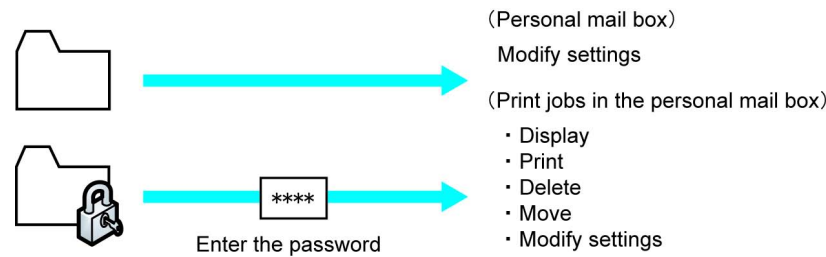 （Personal mail box）
Modify settings
（Print jobs in the personal mail box）
・Display
・Print
・Delete
・Move
・Modify settings
****
Enter the password